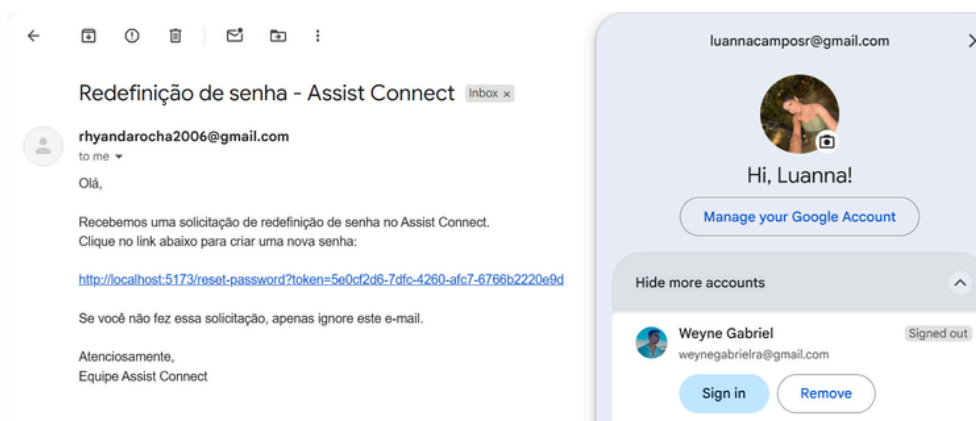 Redefinição de senha - Assist Connect Inbox x
rhyandarocha2006@gmail.com
to me
Olá,
Recebemos uma solicitação de redefinição de senha no Assist Connect.
Clique no link abaixo para criar uma nova senha:
http://localhost:5173/reset-password?token=5e0cf2d6-7dfc-4260-afc7-6766b2220e9d
Se você não fez essa solicitação, apenas ignore este e-mail.
Atenciosamente,
Equipe Assist Connect
luannacamposr@gmail.com
Hi, Luanna!
Manage your Google Account
Hide more accounts
Weyne Gabriel Signed out
weynegabrielra@gmail.com
Sign in Remove